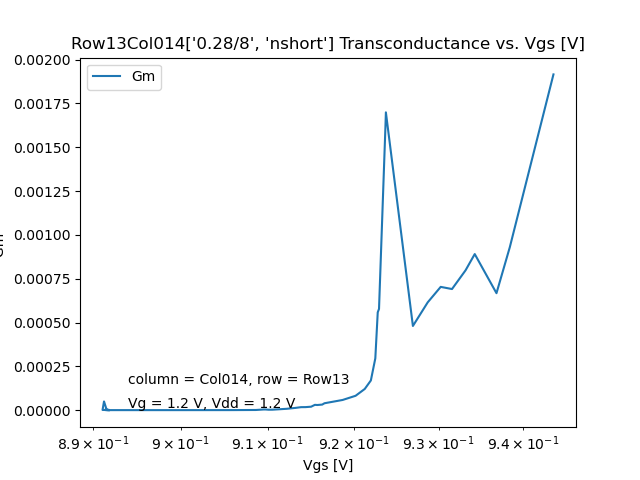 Row13Col014['0.28/8', 'nshort'] Transconductance vs. Vgs [V]
Gm
0.00200
0.00175
0.00150
0.00125
0.00100
0.00075
0.00050
0.00025
0.00000
column = Col014, row = Row13
Vg = 1.2 V, Vdd = 1.2 V
8.9 × 10⁻¹ 9 × 10⁻¹ 9.1 × 10⁻¹ 9.2 × 10⁻¹ 9.3 × 10⁻¹ 9.4 × 10⁻¹
Vgs [V]